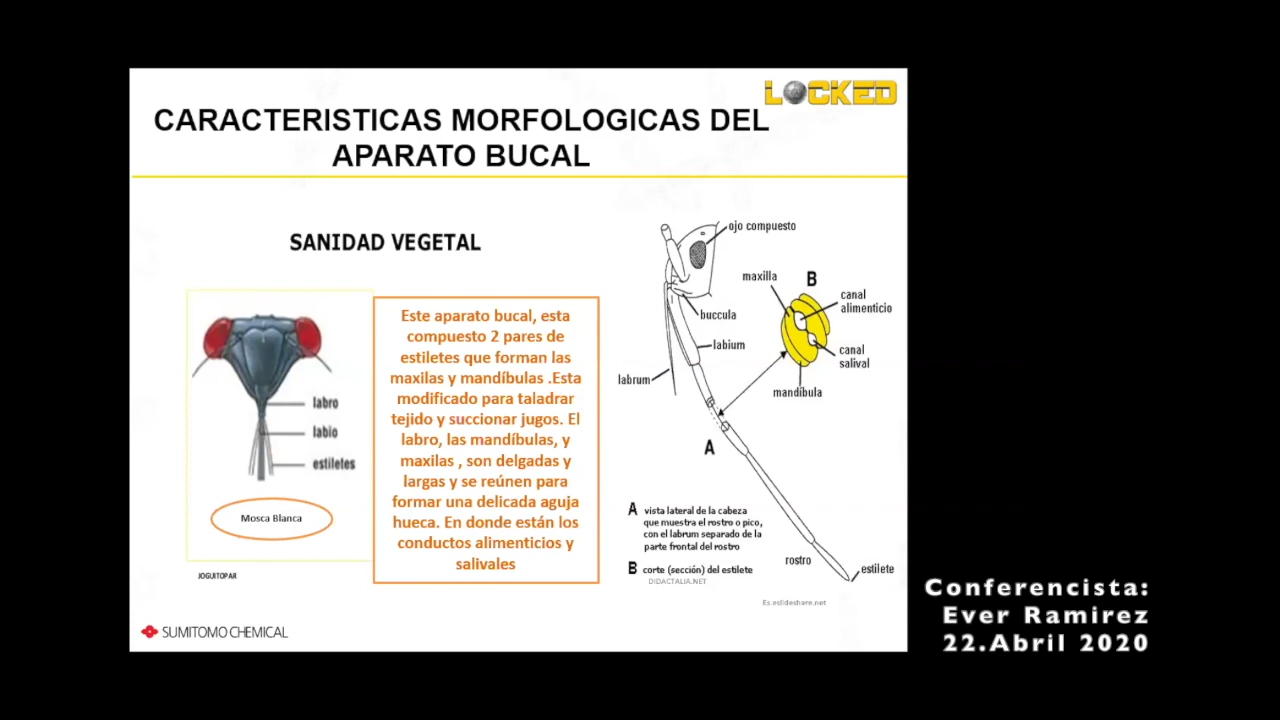 LOCKED
CARACTERISTICAS MORFOLOGICAS DEL
APARATO BUCAL
SANIDAD VEGETAL
labro
labio
estiletes
Mosca Blanca
JOGUITOPAR
Este aparato bucal, esta
compuesto 2 pares de
estiletes que forman las
maxilas y mandíbulas .Esta
modificado para taladrar
tejido y succionar jugos. El
labro, las mandíbulas, y
maxilas , son delgadas y
largas y se reúnen para
formar una delicada aguja
hueca. En donde están los
conductos alimenticios y
salivales
ojo compuesto
maxilla
B
canal
alimenticio
buccula
labium
canal
salival
labrum
mandíbula
A
A vista lateral de la cabeza
que muestra el rostro o pico,
con el labrum separado de la
parte frontal del rostro
B corte (sección) del estilete
DIDACTALIA.NET
rostro
estilete
Es.eslideshare.net
SUMITOMO CHEMICAL
Conferencista:
Ever Ramirez
22.Abril 2020